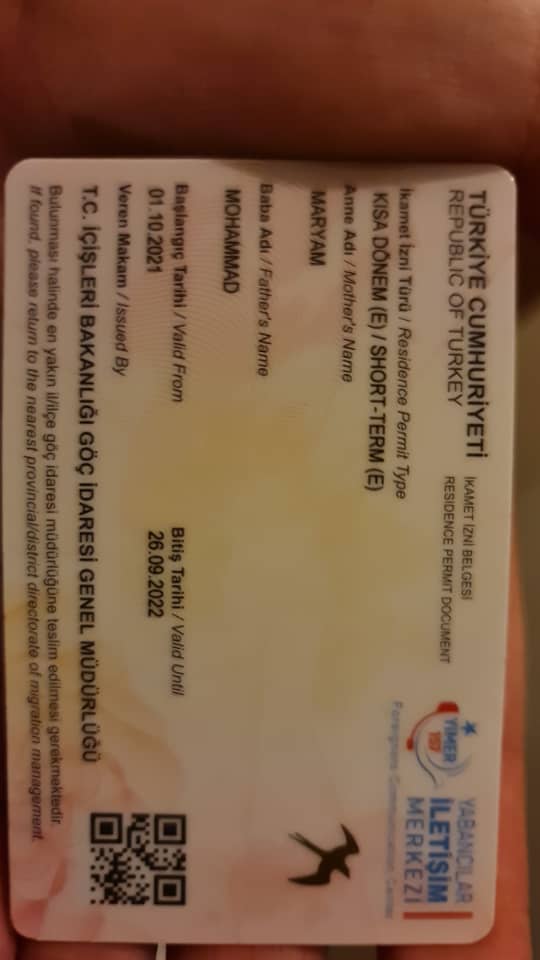 TÜRKİYE CUMHURİYETİ
REPUBLIC OF TURKEY
İKAMET İZNİ BELGESİ
RESIDENCE PERMIT DOCUMENT
YİMER
157
YABANCILAR
İLETİŞİM
MERKEZİ
Foreigners Communication Center
İkamet İzni Türü / Residence Permit Type
KISA DÖNEM (E) / SHORT-TERM (E)
Anne Adı / Mother's Name
MARYAM
Baba Adı / Father's Name
MOHAMMAD
Başlangıç Tarihi / Valid From
01.10.2021
Bitiş Tarihi / Valid Until
26.09.2022
Veren Makam / Issued By
T.C. İÇİŞLERİ BAKANLIĞI GÖÇ İDARESİ GENEL MÜDÜRLÜĞÜ
Bulunması halinde en yakın il/ilçe göç idaresi müdürlüğüne teslim edilmesi gerekmektedir.
If found, please return to the nearest provincial/district directorate of migration management.